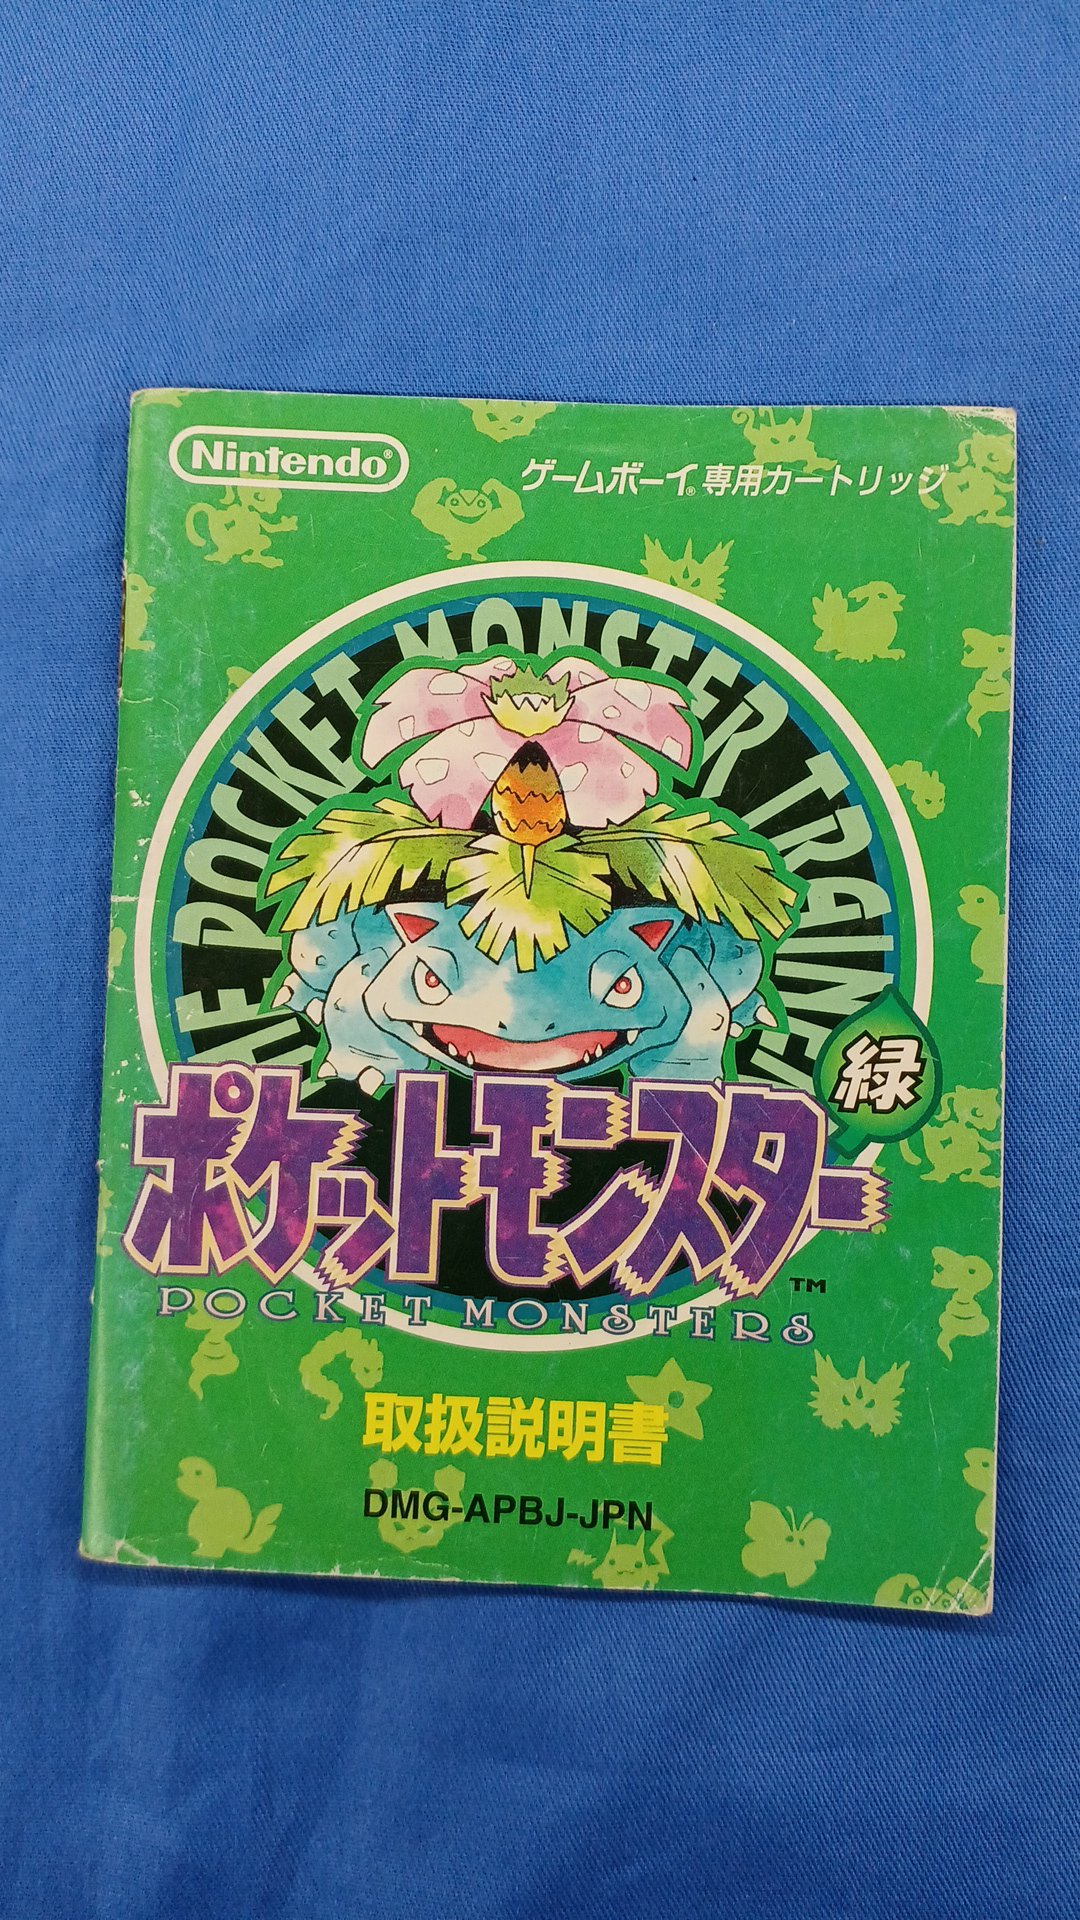 Nintendo®
ゲームボーイ®専用カートリッジ
THE POCKET MONSTER TRAINER
緑
ポケットモンスター
TM
POCKET MONSTERS
取扱説明書
DMG-APBJ-JPN